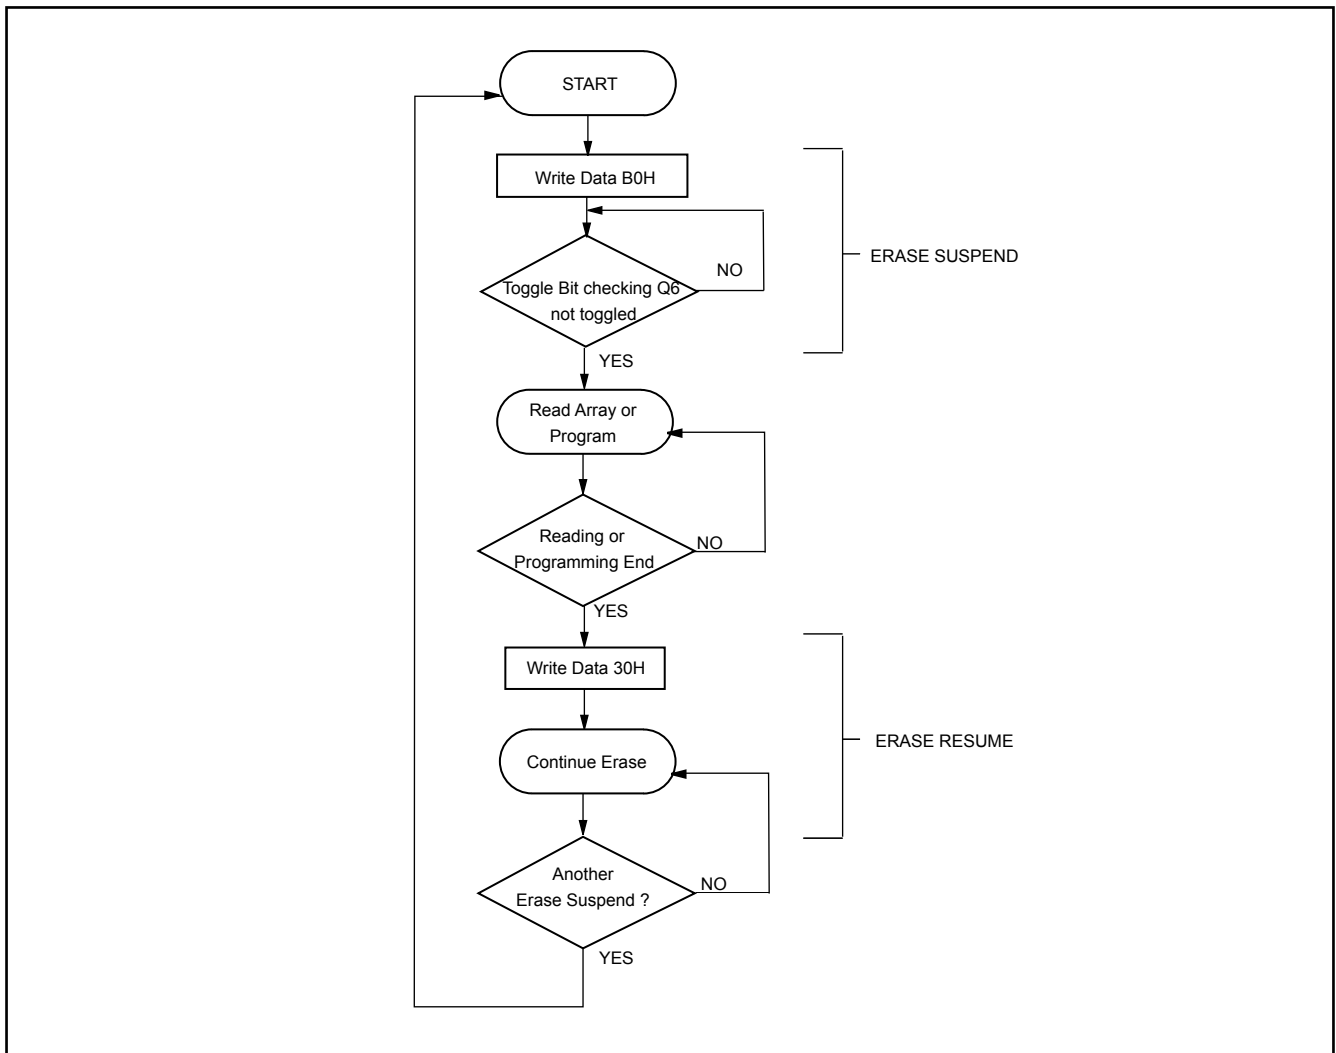 START
Write Data B0H
ERASE SUSPEND
NO
Toggle Bit checking Q6
not toggled
YES
Read Array or
Program
Reading or
NO
Programming End
YES
Write Data 30H
ERASE RESUME
Continue Erase
Another
NO
Erase Suspend ?
YES